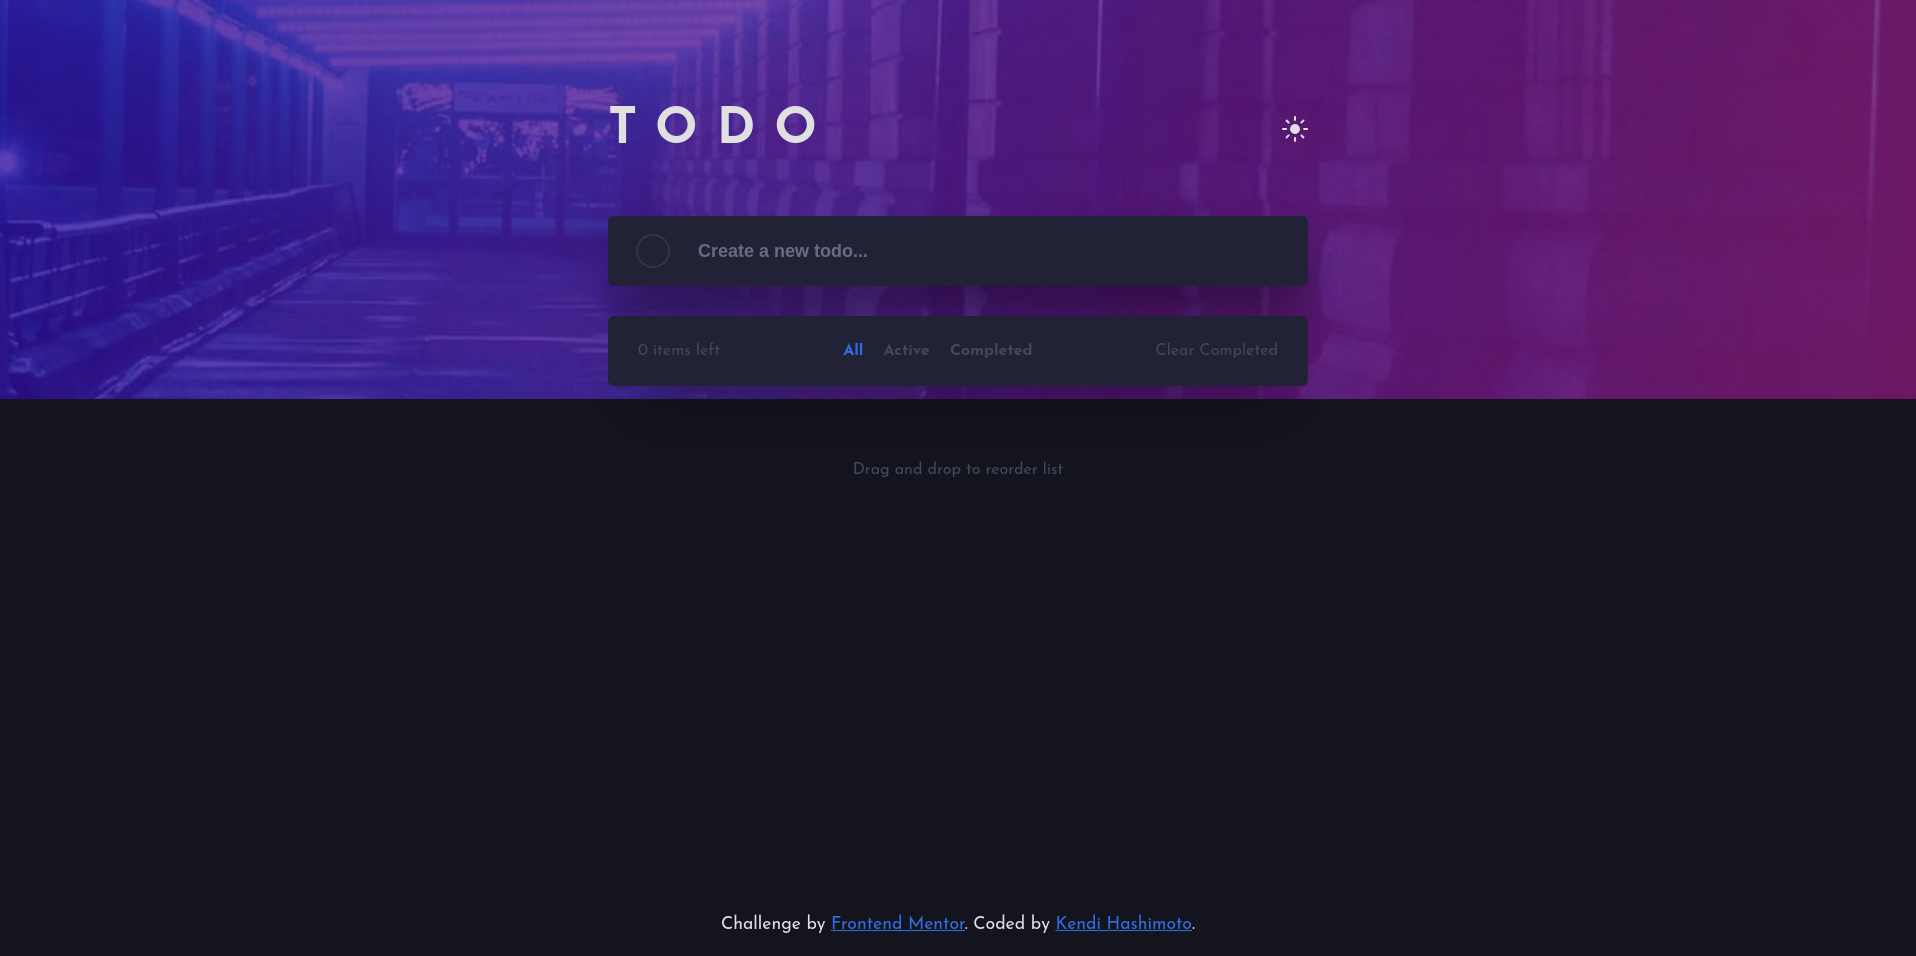 TODO
Create a new todo...
0 items left All Active Completed Clear Completed
Drag and drop to reorder list
Challenge by Frontend Mentor. Coded by Kendi Hashimoto.